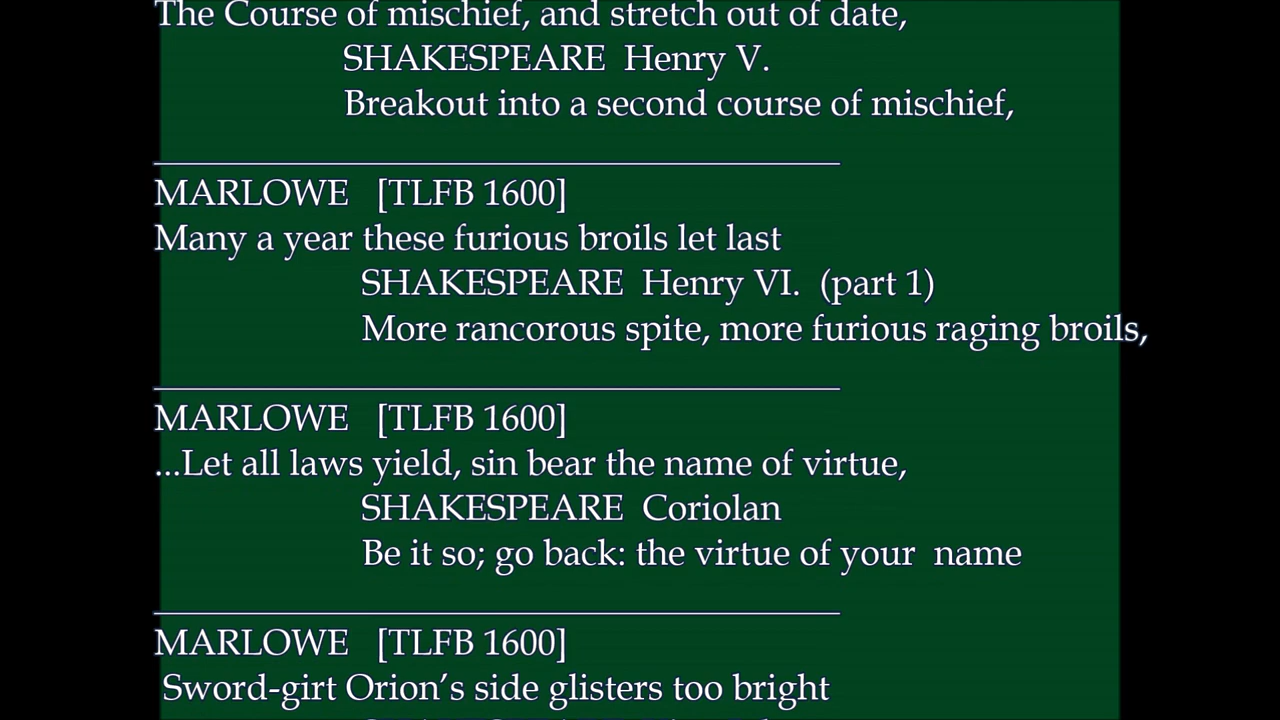 The Course of mischief, and stretch out of date,
SHAKESPEARE Henry V.
Breakout into a second course of mischief,
MARLOWE [TLFB 1600]
Many a year these furious broils let last
SHAKESPEARE Henry VI. (part 1)
More rancorous spite, more furious raging broils,
MARLOWE [TLFB 1600]
...Let all laws yield, sin bear the name of virtue,
SHAKESPEARE Coriolan
Be it so; go back: the virtue of your name
MARLOWE [TLFB 1600]
Sword-girt Orion’s side glisters too bright